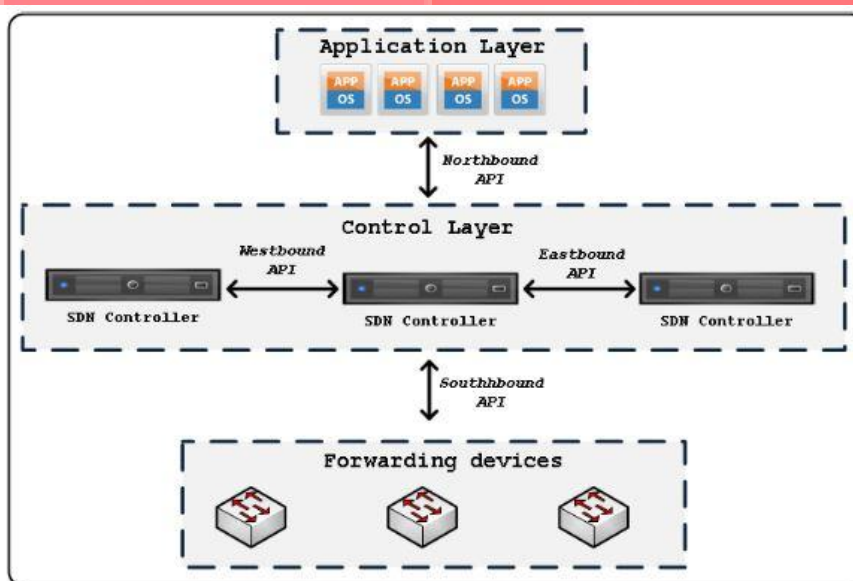 Application Layer
APP APP APP APP
OS OS OS OS
Northbound
API
Control Layer
Westbound
API
Eastbound
API
SDN Controller
SDN Controller
SDN Controller
Southhbound
API
Forwarding devices